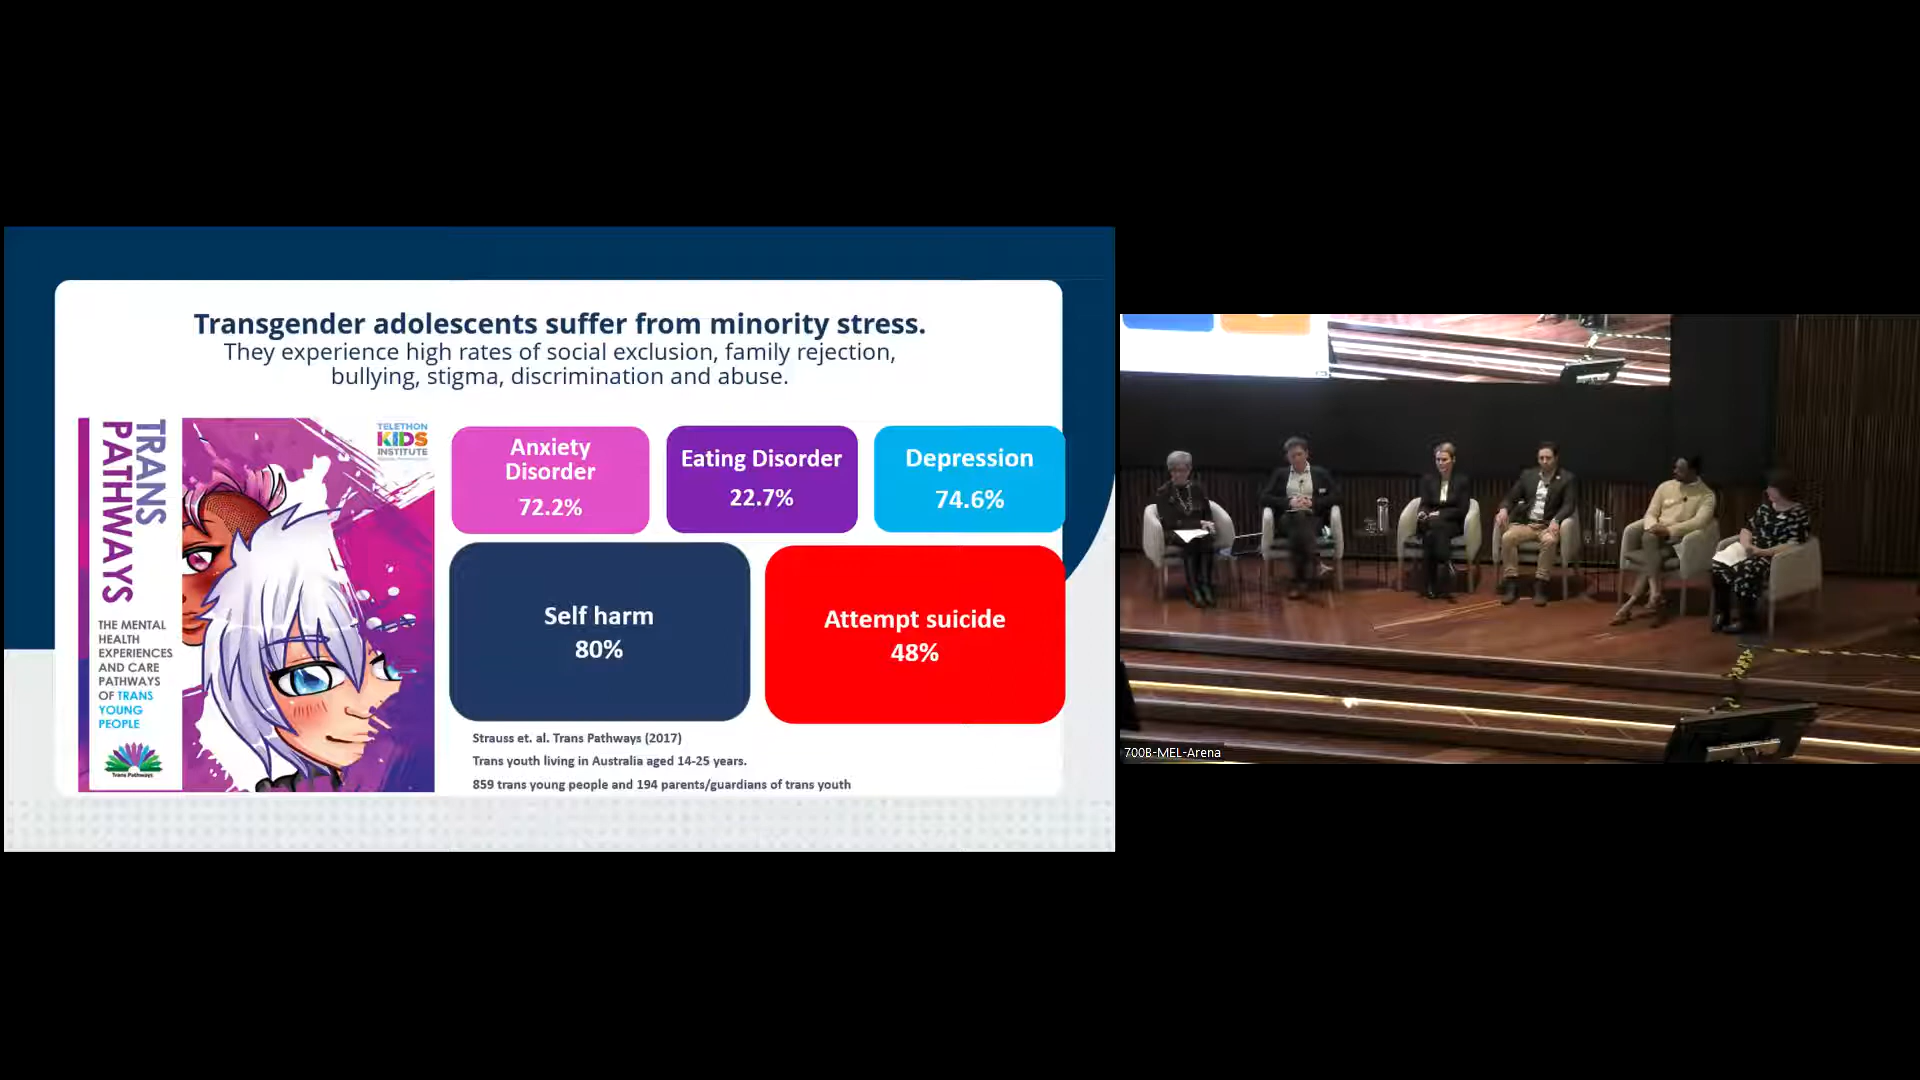 Transgender adolescents suffer from minority stress.
They experience high rates of social exclusion, family rejection,
bullying, stigma, discrimination and abuse.
TRANS
PATHWAYS
THE MENTAL
HEALTH
EXPERIENCES
AND CARE
PATHWAYS
OF TRANS
YOUNG
PEOPLE
Trans Pathways
TELETHON
KIDS
INSTITUTE
Anxiety
Disorder
72.2%
Eating Disorder
22.7%
Depression
74.6%
Self harm
80%
Attempt suicide
48%
Strauss et. al. Trans Pathways (2017)
Trans youth living in Australia aged 14-25 years.
859 trans young people and 194 parents/guardians of trans youth
700B-MEL-Arena